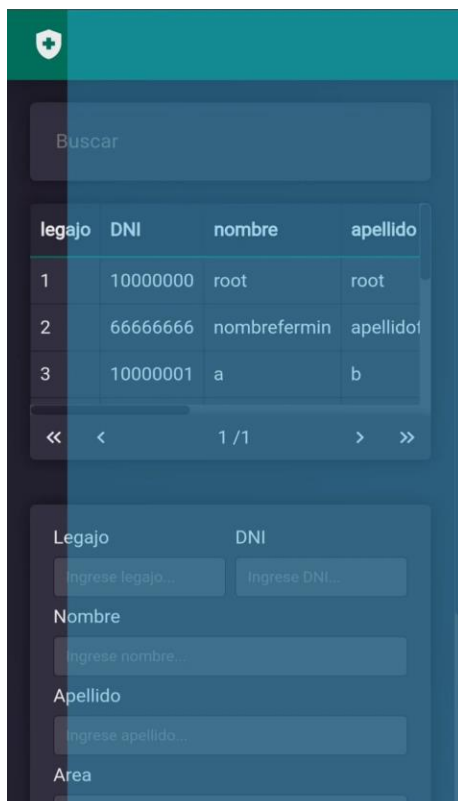 Buscar
legajo DNI nombre apellido
1 10000000 root root
2 66666666 nombrefermin apellidof
3 10000001 a b
« < 1 /1 > »
Legajo DNI
Ingrese legajo... Ingrese DNI...
Nombre
Ingrese nombre...
Apellido
Ingrese apellido...
Area